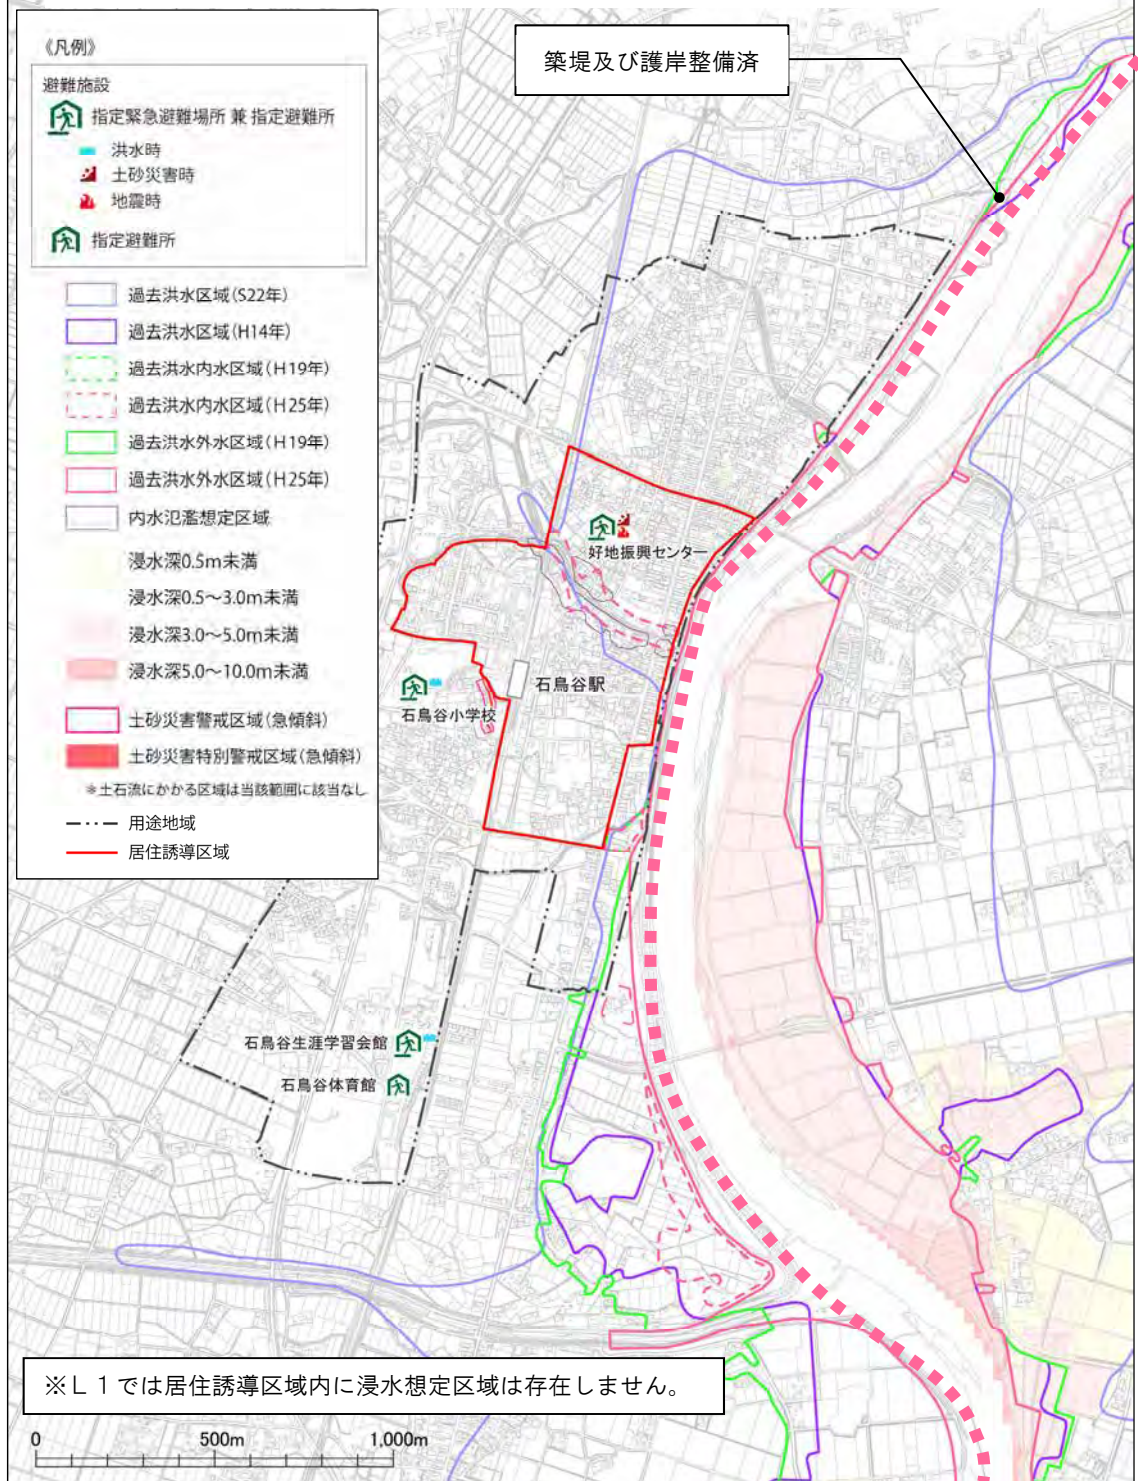 築堤及び護岸整備済
《凡例》
避難施設
指定緊急避難場所 兼 指定避難所
洪水時
土砂災害時
地震時
指定避難所
過去洪水区域(S22年)
過去洪水区域(H14年)
過去洪水内水区域(H19年)
過去洪水内水区域(H25年)
過去洪水外水区域(H19年)
過去洪水外水区域(H25年)
内水氾濫想定区域
浸水深0.5m未満
浸水深0.5～3.0m未満
浸水深3.0～5.0m未満
浸水深5.0～10.0m未満
土砂災害警戒区域(急傾斜)
土砂災害特別警戒区域(急傾斜)
＊土石流にかかる区域は当該範囲に該当なし
用途地域
居住誘導区域
好地振興センター
石鳥谷駅
石鳥谷小学校
石鳥谷生涯学習会館
石鳥谷体育館
※Ｌ１では居住誘導区域内に浸水想定区域は存在しません。
0 500m 1,000m